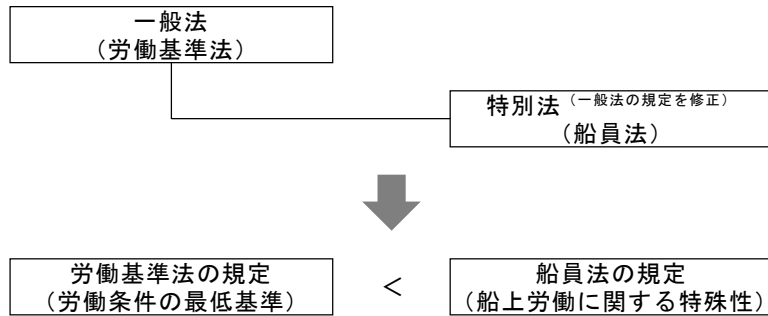 一般法
（労働基準法）
特別法（一般法の規定を修正）
（船員法）
労働基準法の規定
（労働条件の最低基準）
＜
船員法の規定
（船上労働に関する特殊性）